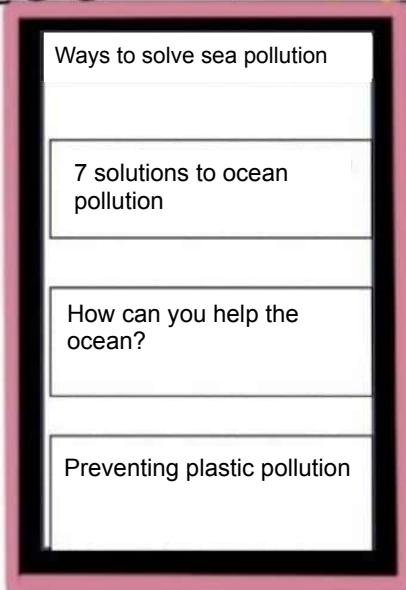 Ways to solve sea pollution
7 solutions to ocean
pollution
How can you help the
ocean?
Preventing plastic pollution